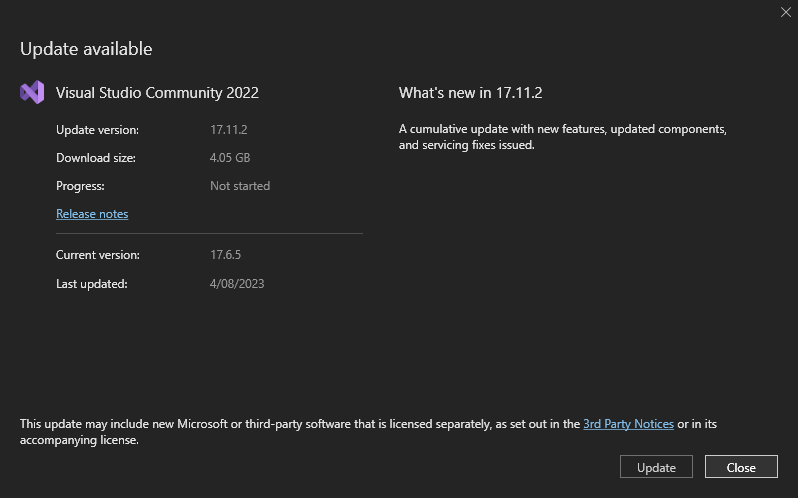 Update available
Visual Studio Community 2022
Update version: 17.11.2
Download size: 4.05 GB
Progress: Not started
Release notes
Current version: 17.6.5
Last updated: 4/08/2023
What's new in 17.11.2
A cumulative update with new features, updated components,
and servicing fixes issued.
This update may include new Microsoft or third-party software that is licensed separately, as set out in the 3rd Party Notices or in its
accompanying license.
Update
Close